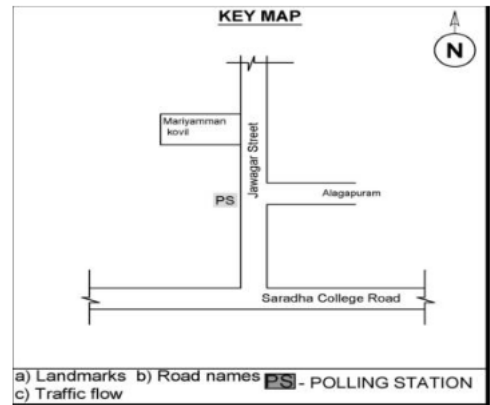 KEY MAP
N
Mariyamman
kovil
Jawagar Street
PS
Alagapuram
Saradha College Road
a) Landmarks b) Road names PS - POLLING STATION
c) Traffic flow